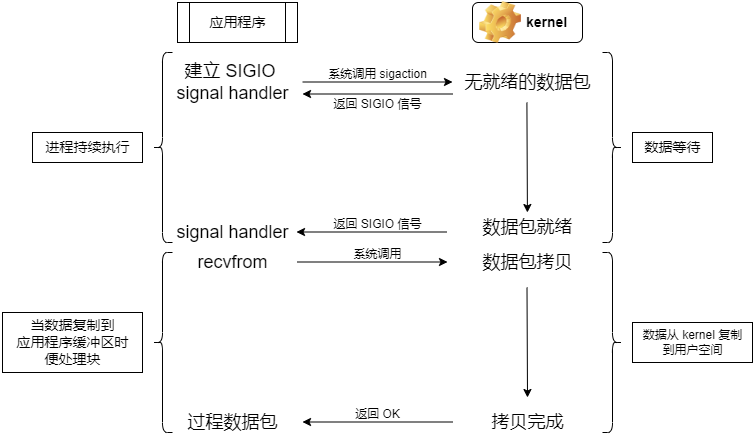 应用程序
kernel
建立 SIGIO
signal handler
系统调用 sigaction
返回 SIGIO 信号
无就绪的数据包
进程持续执行
数据等待
signal handler
返回 SIGIO 信号
数据包就绪
recvfrom
系统调用
数据包拷贝
当数据复制到
应用程序缓冲区时
便处理块
数据从 kernel 复制
到用户空间
过程数据包
返回 OK
拷贝完成